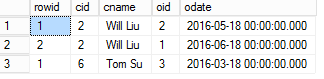 rowid cid cname oid odate
1 1 2 Will Liu 2 2016-05-18 00:00:00.000
2 2 2 Will Liu 1 2016-06-18 00:00:00.000
3 1 6 Tom Su 3 2016-03-18 00:00:00.000